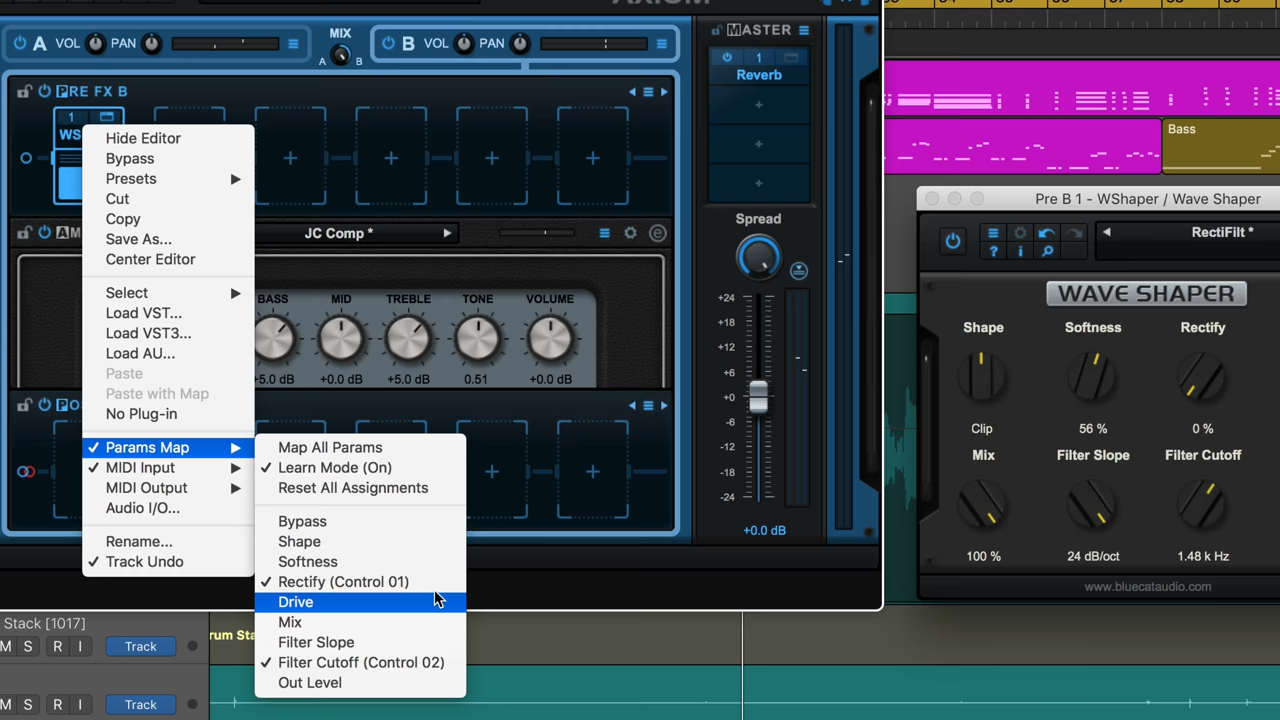 A VOL PAN
MIX
A B
B VOL PAN
MASTER
1
Reverb
PRE FX B
1
WS
Hide Editor
Bypass
Presets
Cut
Copy
Save As...
Center Editor
Select
Load VST...
Load VST3...
Load AU...
Paste
Paste with Map
No Plug-in
Params Map
MIDI Input
MIDI Output
Audio I/O...
Rename...
Track Undo
Map All Params
Learn Mode (On)
Reset All Assignments
Bypass
Shape
Softness
Rectify (Control 01)
Drive
Mix
Filter Slope
Filter Cutoff (Control 02)
Out Level
JC Comp *
BASS MID TREBLE TONE VOLUME
+5.0 dB +0.0 dB +5.0 dB 0.51 +0.0 dB
Spread
+24
+18
+12
+6
+0
-6
-12
-18
-24
+0.0 dB
Bass
Pre B 1 - WShaper / Wave Shaper
RectiFilt *
WAVE SHAPER
Shape Softness Rectify
Clip 56 % 0 %
Mix Filter Slope Filter Cutoff
100 % 24 dB/oct 1.48 k Hz
www.bluecataudio.com
Stack [1017]
M S R I Track
rum Sta
M S R I Track